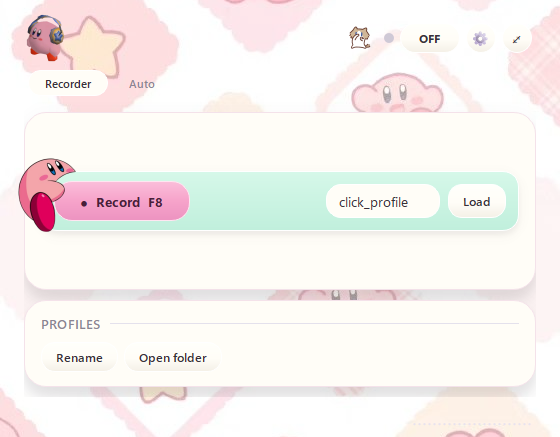 OFF
Recorder Auto
● Record F8 click_profile Load
PROFILES
Rename Open folder